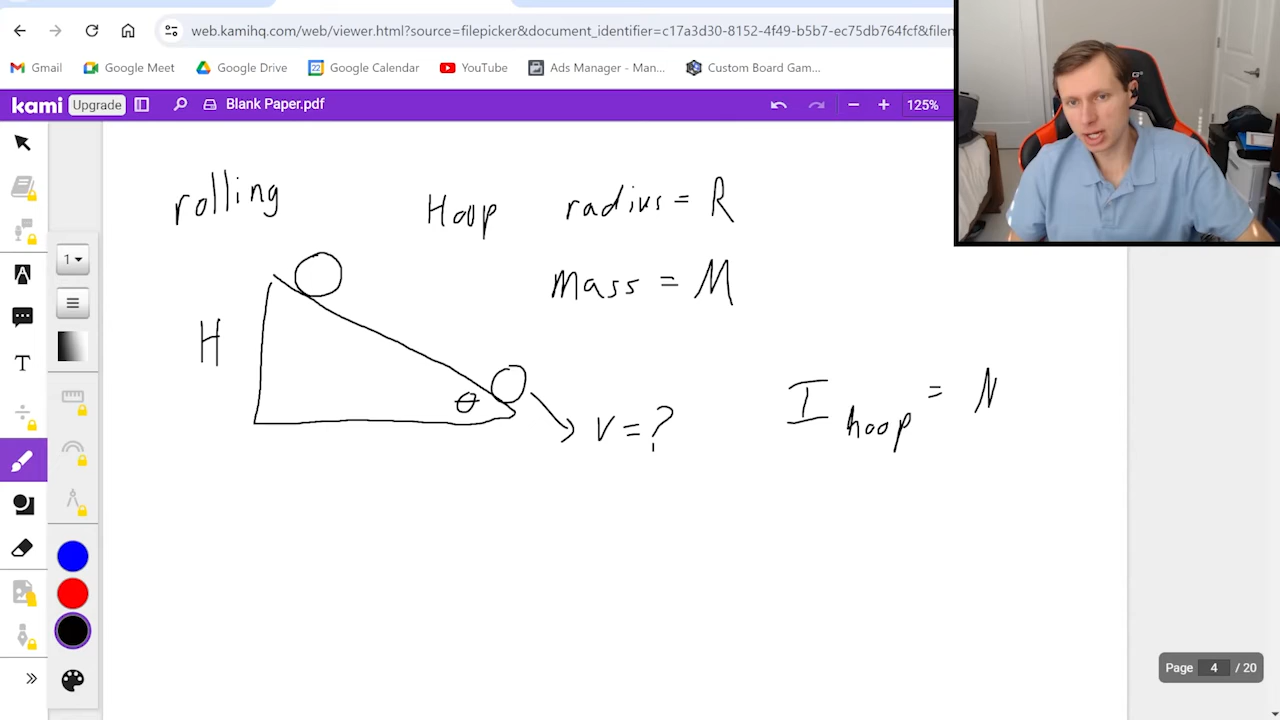 web.kamihq.com/web/viewer.html?source=filepicker&document_identifier=c17a3d30-8152-4f49-b5b7-ec75db764fcf&filen
Gmail
Google Meet
Google Drive
22
Google Calendar
YouTube
Ads Manager - Man...
Custom Board Gam...
kami
Upgrade
Blank Paper.pdf
125%
1
T
rolling
Hoop radius = R
mass = M
H
θ
v = ?
I hoop =
Page 4 / 20